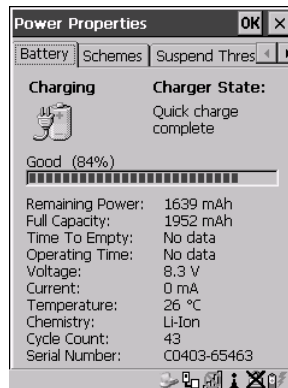 Power Properties OK ×
Battery Schemes Suspend Thres
Charging Charger State:
Quick charge
complete
Good (84%)
Remaining Power: 1639 mAh
Full Capacity: 1952 mAh
Time To Empty: No data
Operating Time: No data
Voltage: 8.3 V
Current: 0 mA
Temperature: 26 °C
Chemistry: Li-Ion
Cycle Count: 43
Serial Number: C0403-65463